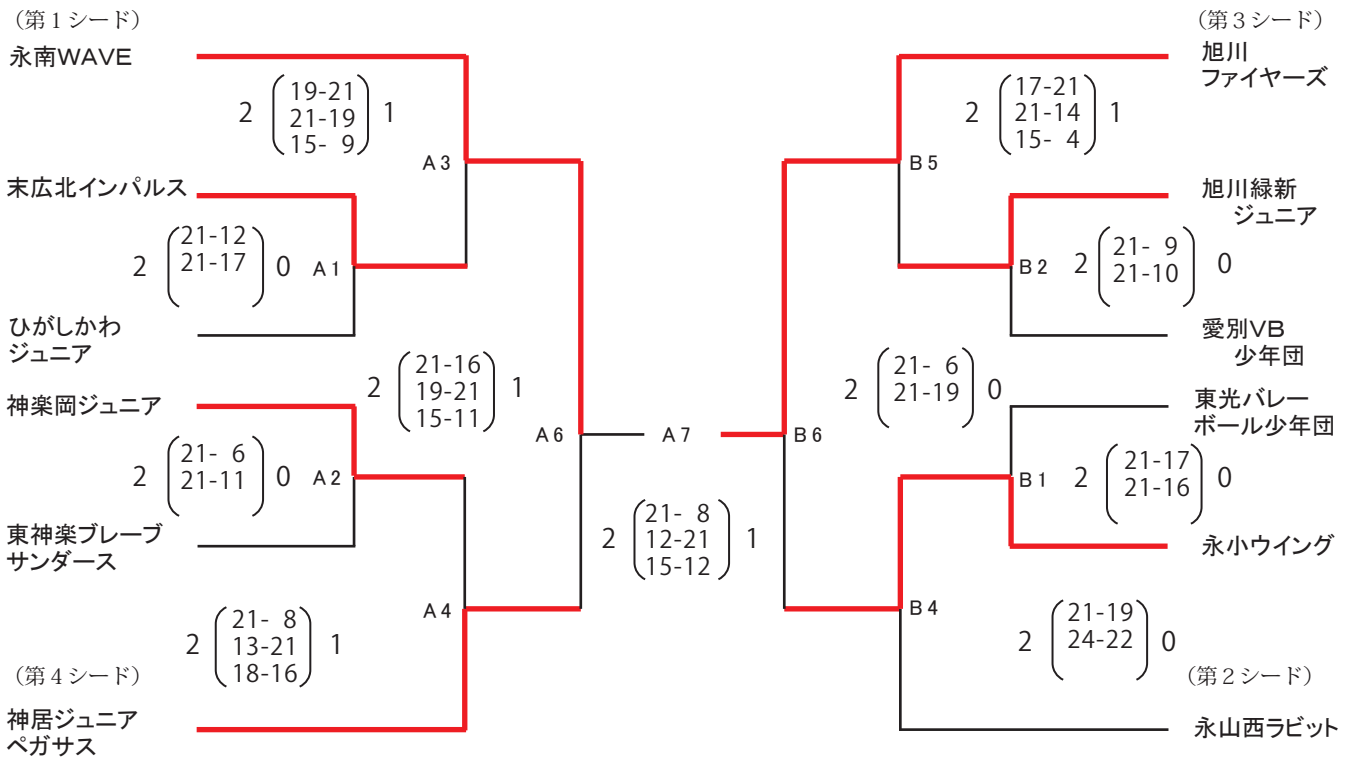 （第１シード）
永南WAVE
2
19-21
21-19
15- 9
1
A3
末広北インパルス
2
21-12
21-17
0
A1
ひがしかわ
ジュニア
2
21-16
19-21
15-11
1
神楽岡ジュニア
A6
2
21- 6
21-11
0
A2
東神楽ブレーブ
サンダース
A4
2
21- 8
13-21
18-16
1
（第４シード）
神居ジュニア
ペガサス
A7
2
21- 8
12-21
15-12
1
（第３シード）
旭川
ファイヤーズ
2
17-21
21-14
15- 4
1
B5
旭川緑新
ジュニア
B2
2
21- 9
21-10
0
愛別VB
少年団
2
21- 6
21-19
0
B6
東光バレー
ボール少年団
B1
2
21-17
21-16
0
永小ウイング
B4
2
21-19
24-22
0
（第２シード）
永山西ラビット